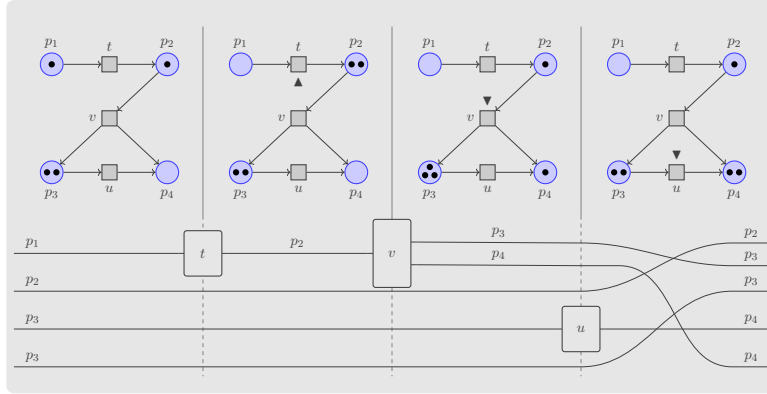 p₁ t p₂ p₁ t p₂ p₁ t p₂ p₁ t p₂
v v v v
p₃ u p₄ p₃ u p₄ p₃ u p₄ p₃ u p₄
p₁ t p₂ v p₃ p₂
p₄ p₃
p₂ p₃
p₃ u p₄
p₃ p₄